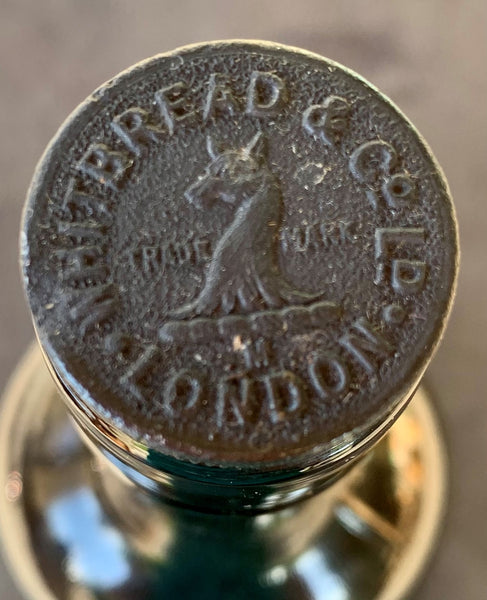 WHITBREAD & Co. LD.
TRADE MARK
M
LONDON